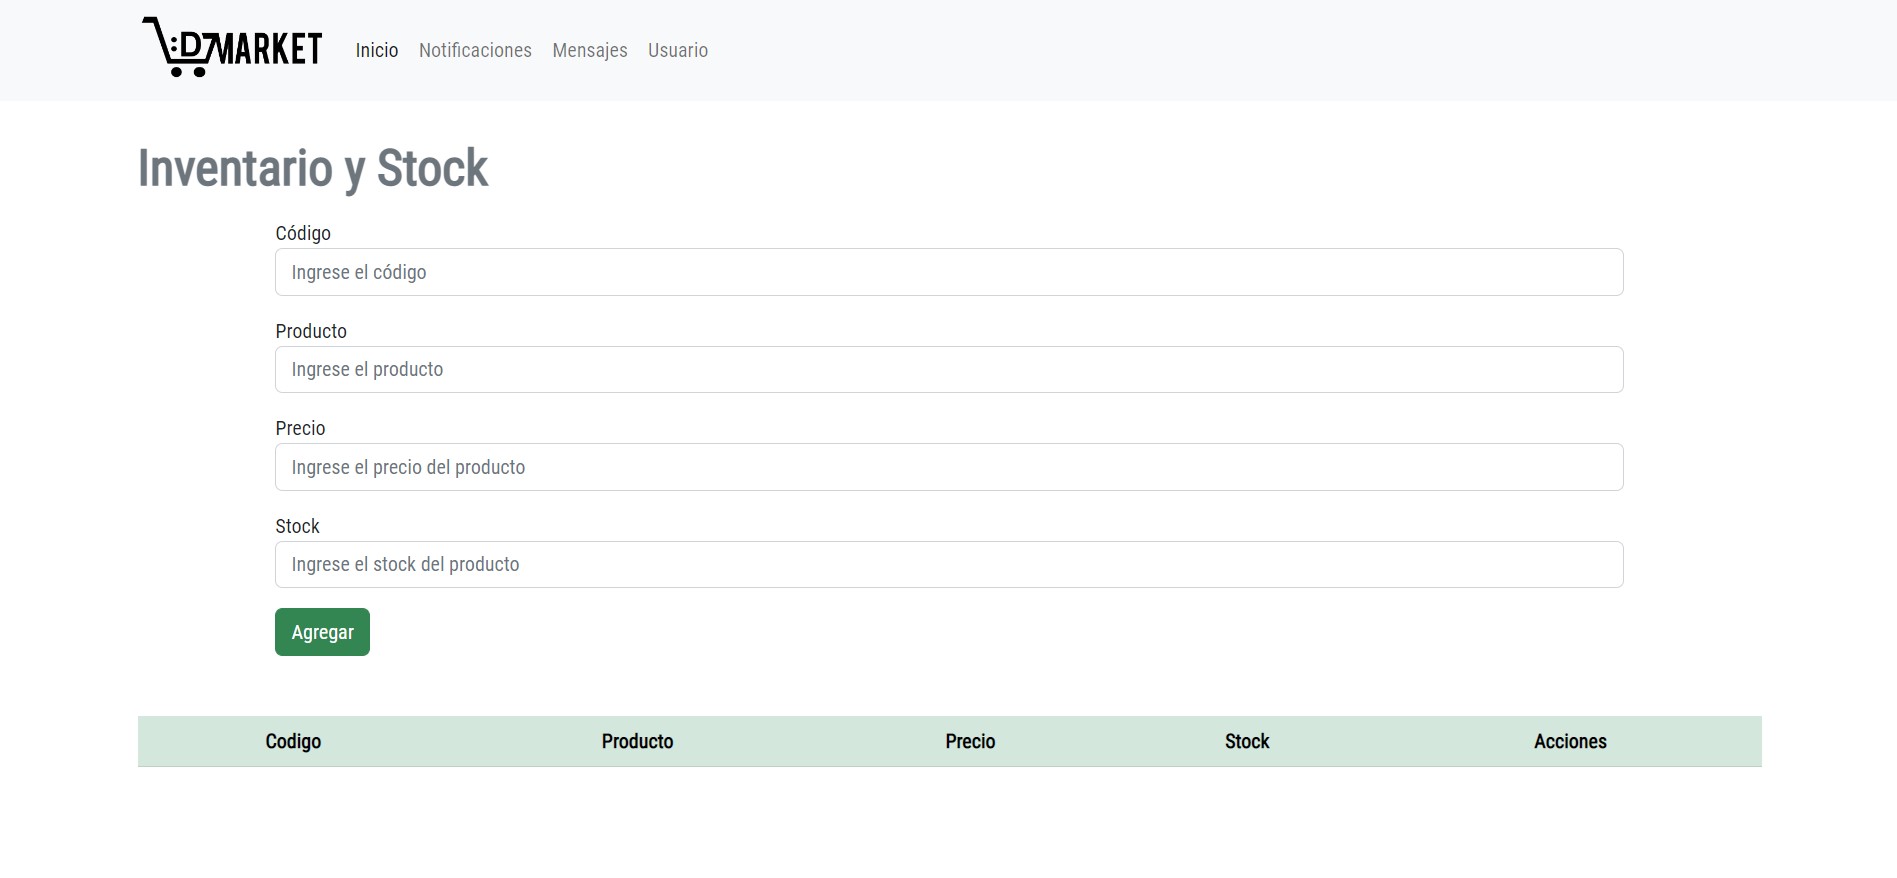 :D7MARKET Inicio Notificaciones Mensajes Usuario
Inventario y Stock
Código
Ingrese el código
Producto
Ingrese el producto
Precio
Ingrese el precio del producto
Stock
Ingrese el stock del producto
Agregar
Codigo Producto Precio Stock Acciones